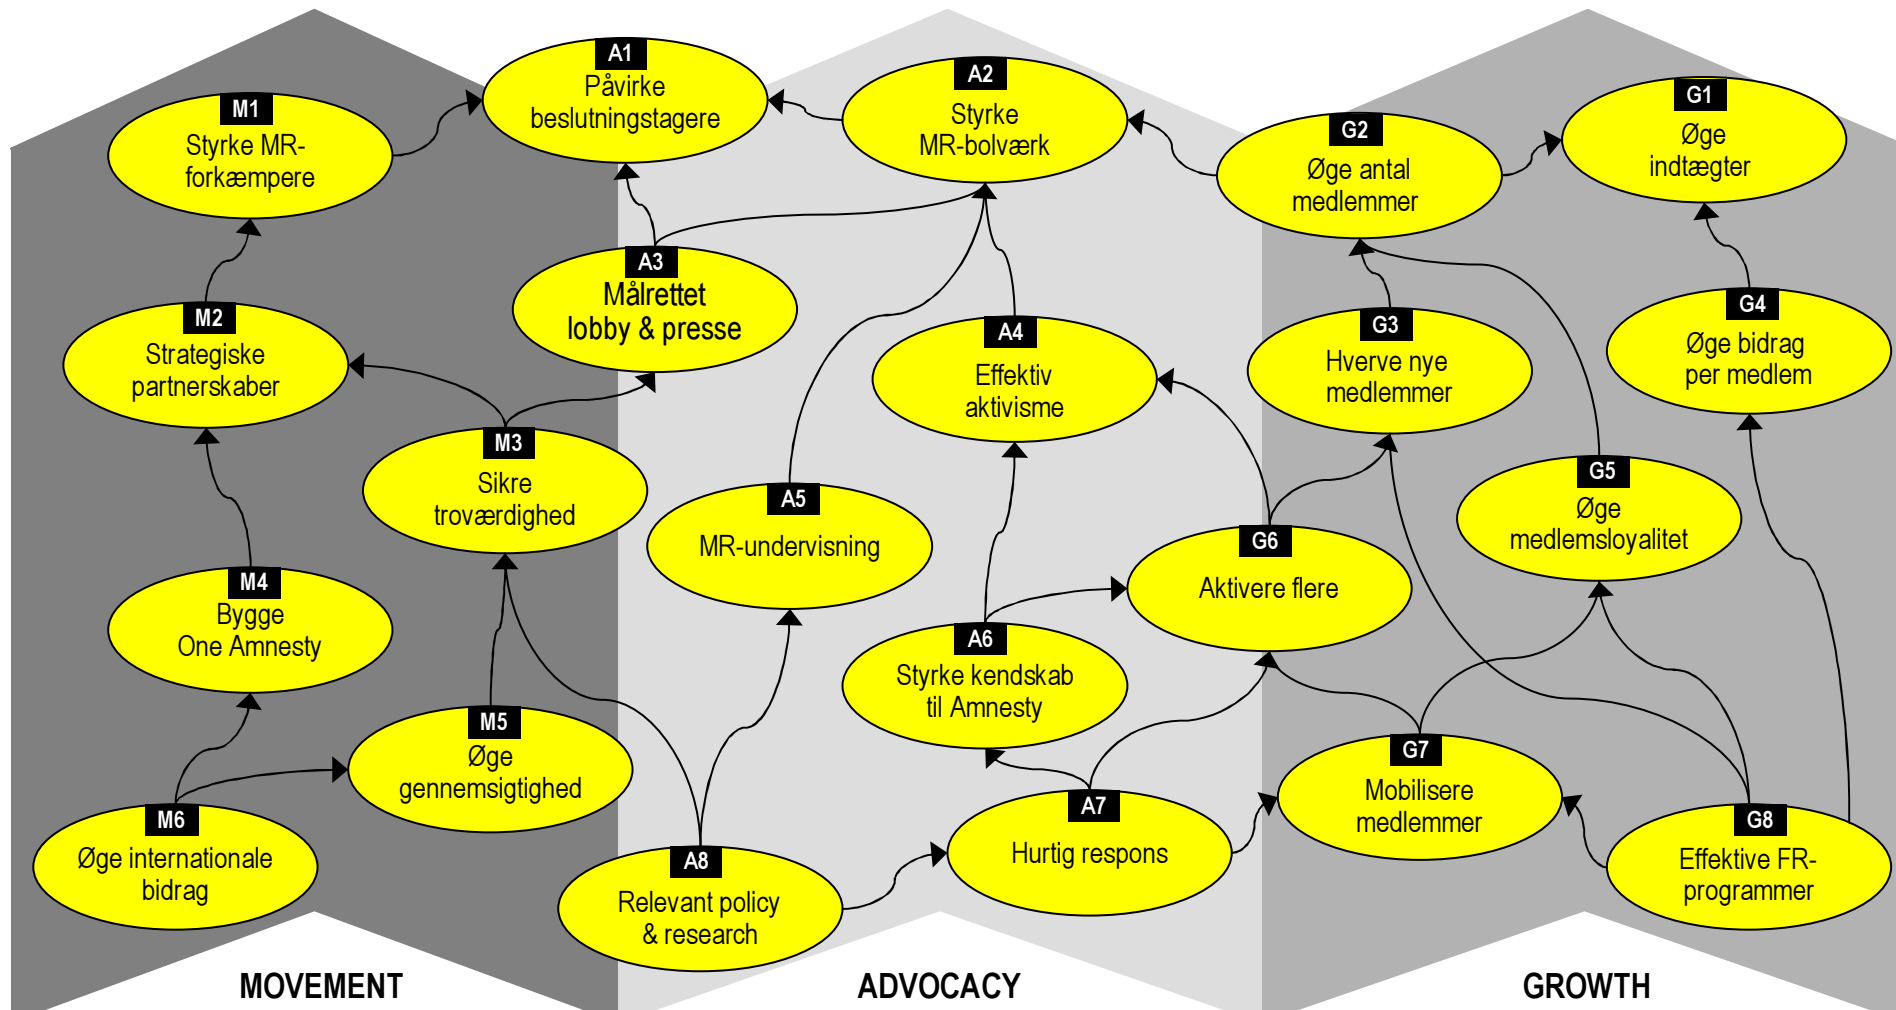 A1
Påvirke
beslutningstagere
A2
Styrke
MR-bolværk
G1
Øge
indtægter
M1
Styrke MR-
forkæmpere
G2
Øge antal
medlemmer
A3
Målrettet
lobby & presse
M2
Strategiske
partnerskaber
A4
Effektiv
aktivisme
G3
Hverve nye
medlemmer
G4
Øge bidrag
per medlem
M3
Sikre
troværdighed
A5
MR-undervisning
G5
Øge
medlemsloyalitet
G6
Aktivere flere
M4
Bygge
One Amnesty
A6
Styrke kendskab
til Amnesty
M5
Øge
gennemsigtighed
G7
Mobilisere
medlemmer
M6
Øge internationale
bidrag
A7
Hurtig respons
G8
Effektive FR-
programmer
A8
Relevant policy
& research
MOVEMENT
ADVOCACY
GROWTH